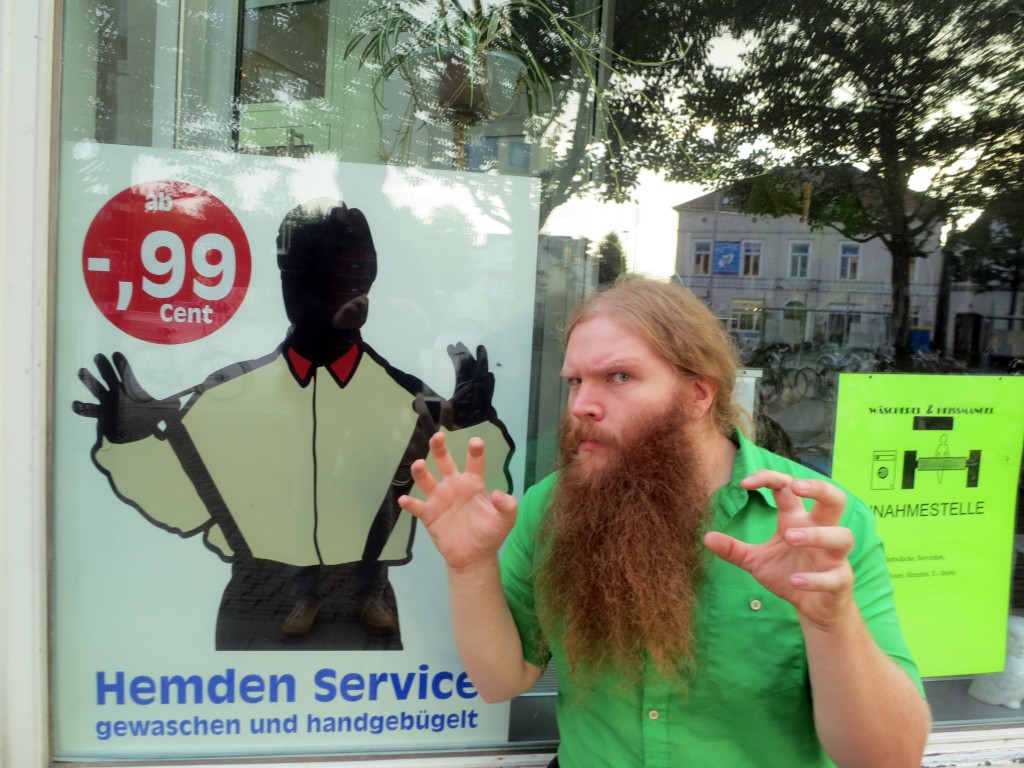 ab
-,99
cent
Hemden Service
gewaschen und handgebügelt
WÄSCHEREI & HEISSMANGEL
NAHMESTELLE